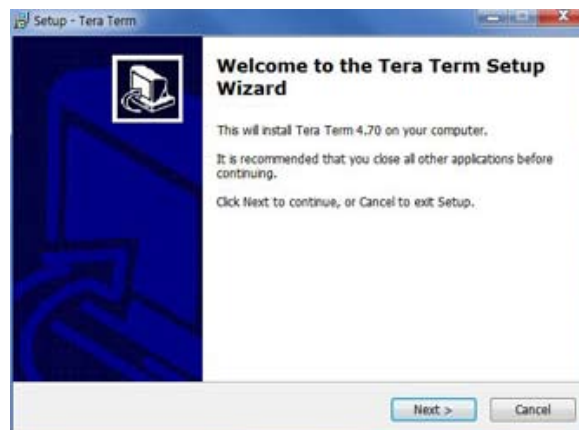 Setup - Tera Term
Welcome to the Tera Term Setup
Wizard
This will install Tera Term 4.70 on your computer.
It is recommended that you close all other applications before
continuing.
Click Next to continue, or Cancel to exit Setup.
Next >
Cancel